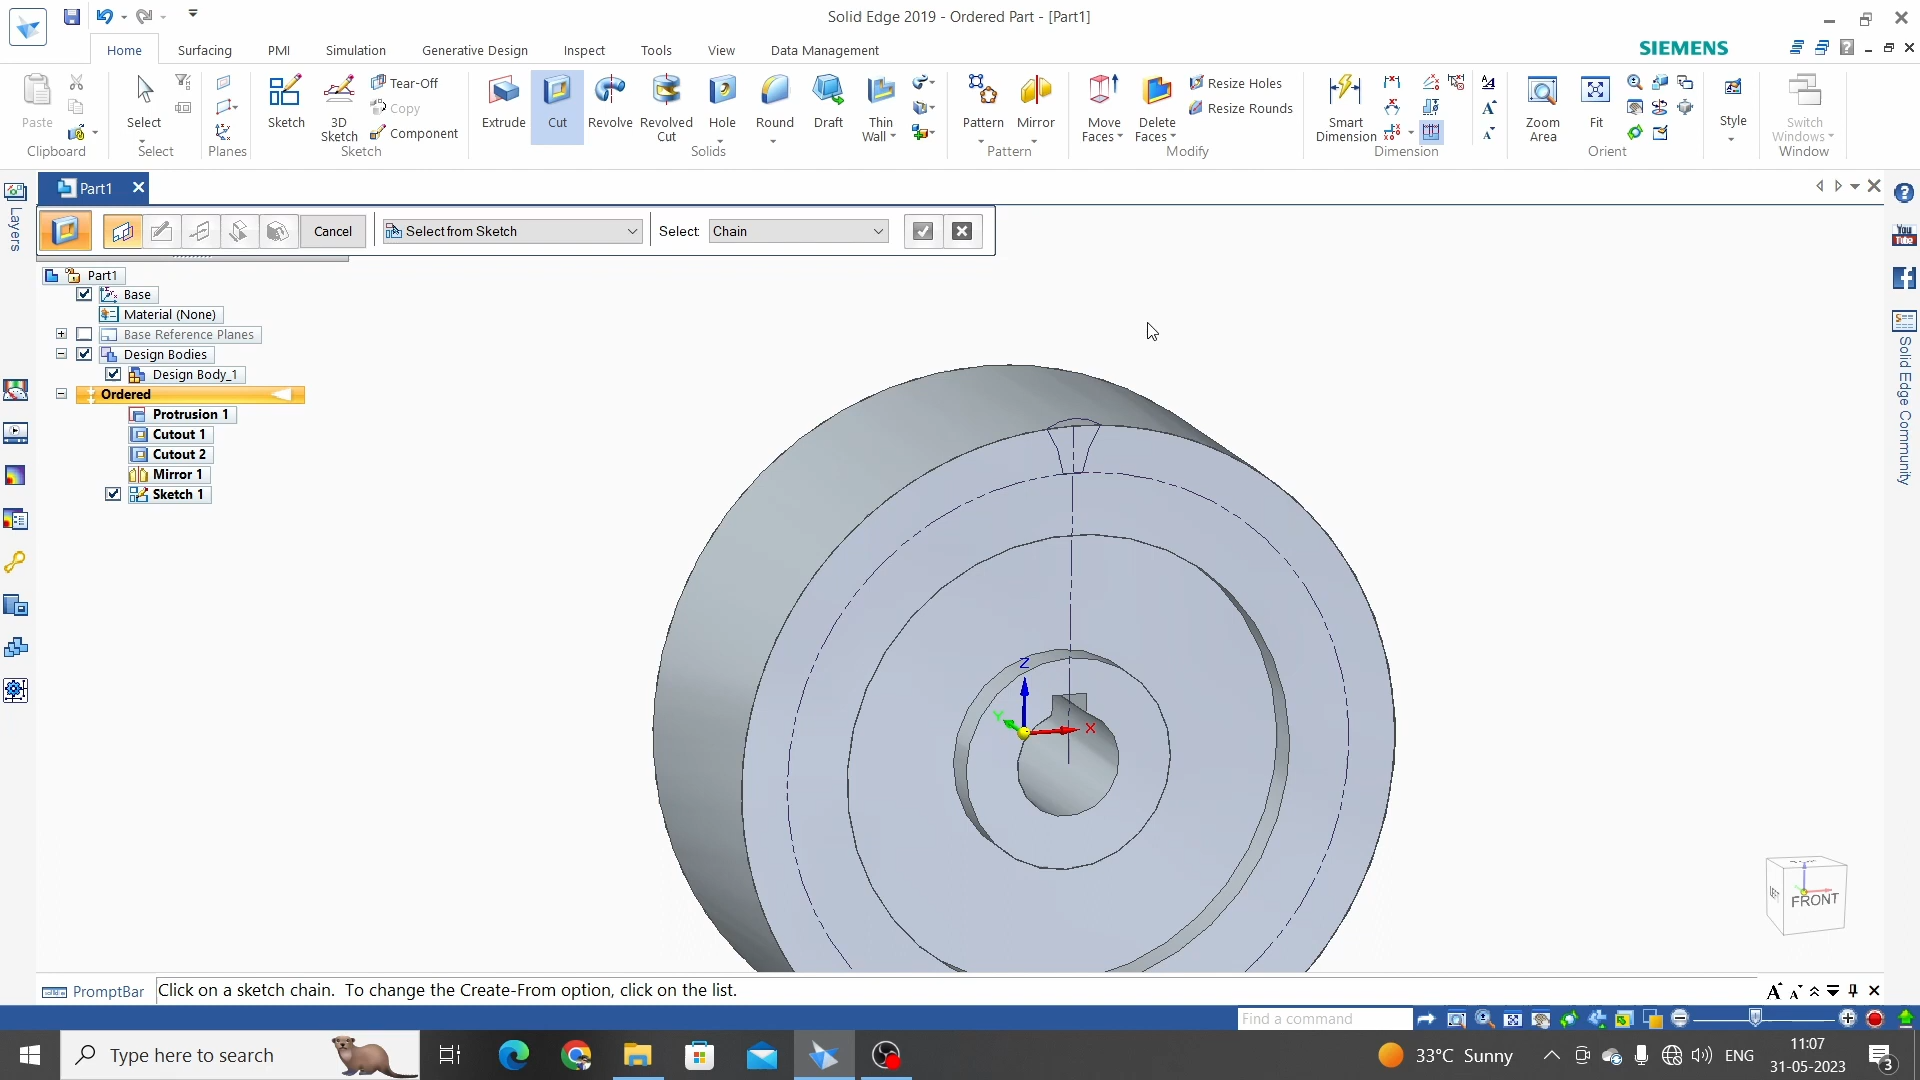 Solid Edge 2019 - Ordered Part - [Part1]
Home
Surfacing
PMI
Simulation
Generative Design
Inspect
Tools
View
Data Management
SIEMENS
Paste
Clipboard
Select
Select
Planes
Sketch
3D Sketch
Tear-Off
Copy
Component
Sketch
Extrude
Cut
Revolve
Revolved Cut
Hole
Round
Draft
Thin Wall
Solids
Pattern
Mirror
Pattern
Move Faces
Delete Faces
Resize Holes
Resize Rounds
Modify
Smart Dimension
Dimension
Zoom Area
Fit
Orient
Style
Style
Switch Windows
Window
Part1
Layers
Cancel
Select from Sketch
Select:
Chain
Part1
Base
Material (None)
Base Reference Planes
Design Bodies
Design Body_1
Ordered
Protrusion 1
Cutout 1
Cutout 2
Mirror 1
Sketch 1
Z
Y
X
FRONT
You
Tube
Solid Edge Community
PromptBar
Click on a sketch chain. To change the Create-From option, click on the list.
Find a command
Type here to search
33°C Sunny
ENG
11:07
31-05-2023
3